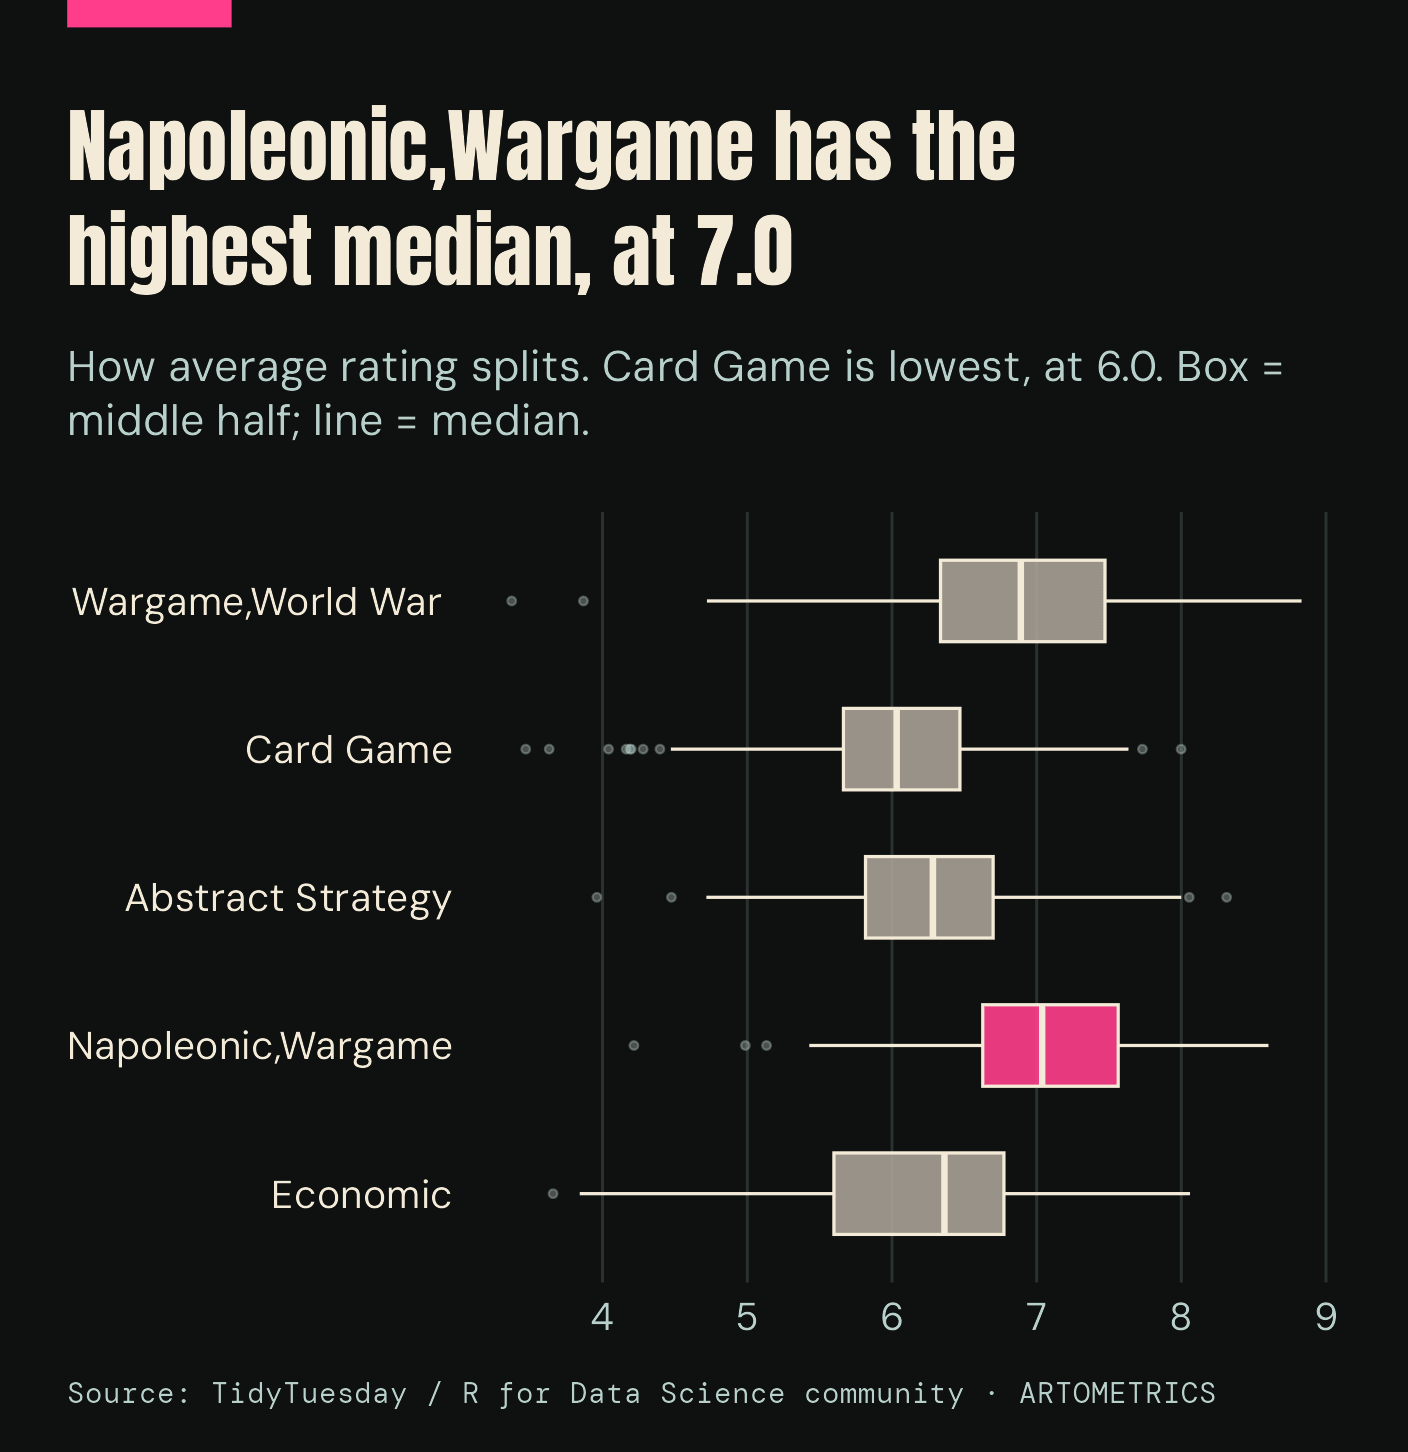 Napoleonic,Wargame has the
highest median, at 7.0
How average rating splits. Card Game is lowest, at 6.0. Box =
middle half; line = median.
Wargame,World War
Card Game
Abstract Strategy
Napoleonic,Wargame
Economic
4 5 6 7 8 9
Source: TidyTuesday / R for Data Science community · ARTOMETRICS